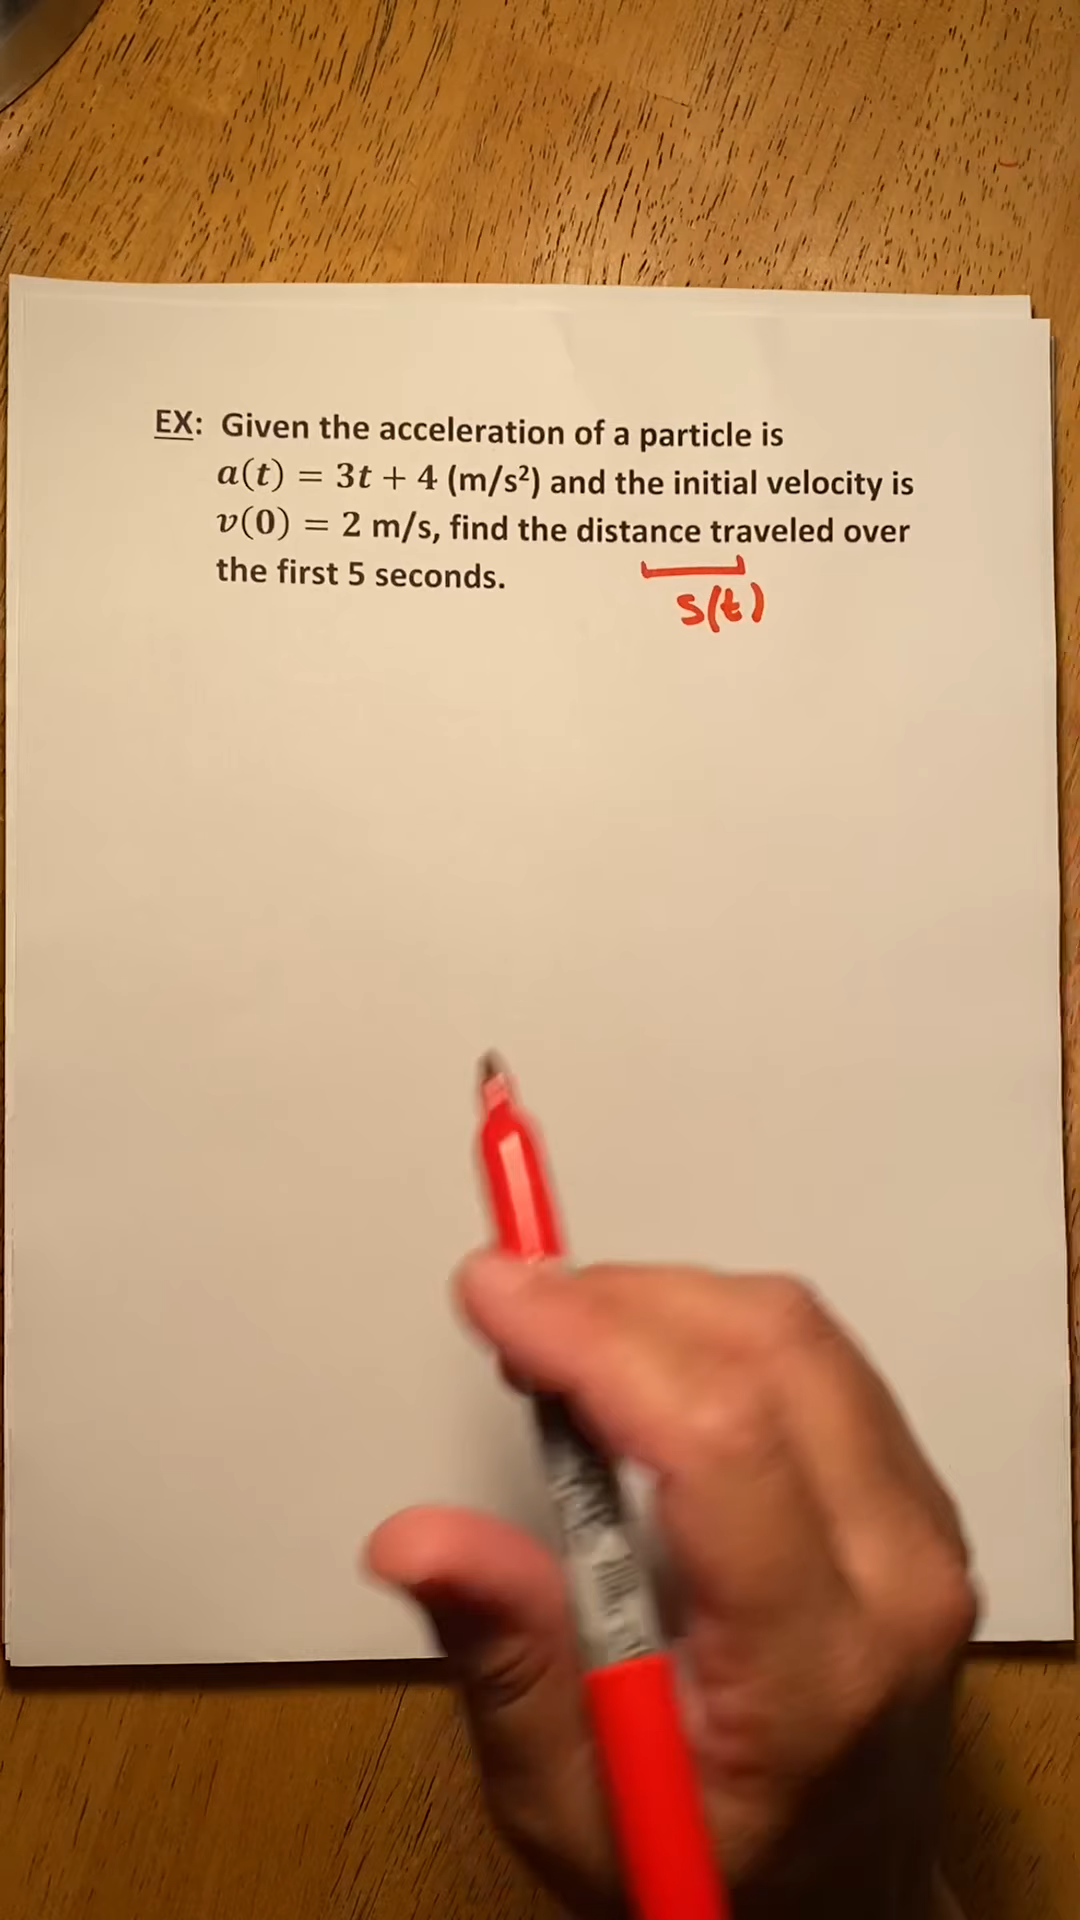 EX: Given the acceleration of a particle is
a(t) = 3t + 4 (m/s²) and the initial velocity is
v(0) = 2 m/s, find the distance traveled over
the first 5 seconds.
s(t)